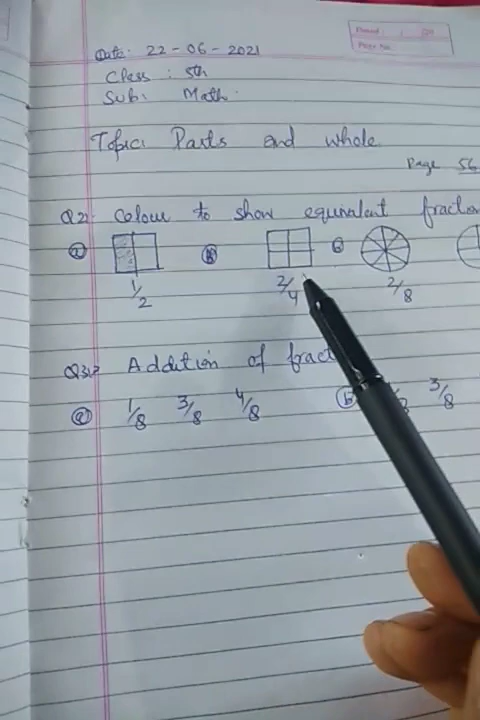 Date: 22-06-2021
Class : 5th
Sub: Math.
Topic: Parts and whole
Page 56
Q2: Colour to show equivalent fraction
(a) (b) (c)
1/2 2/4 2/8
Q3: Addition of fract
(a) 1/8 3/8 4/8 (b) 3/8